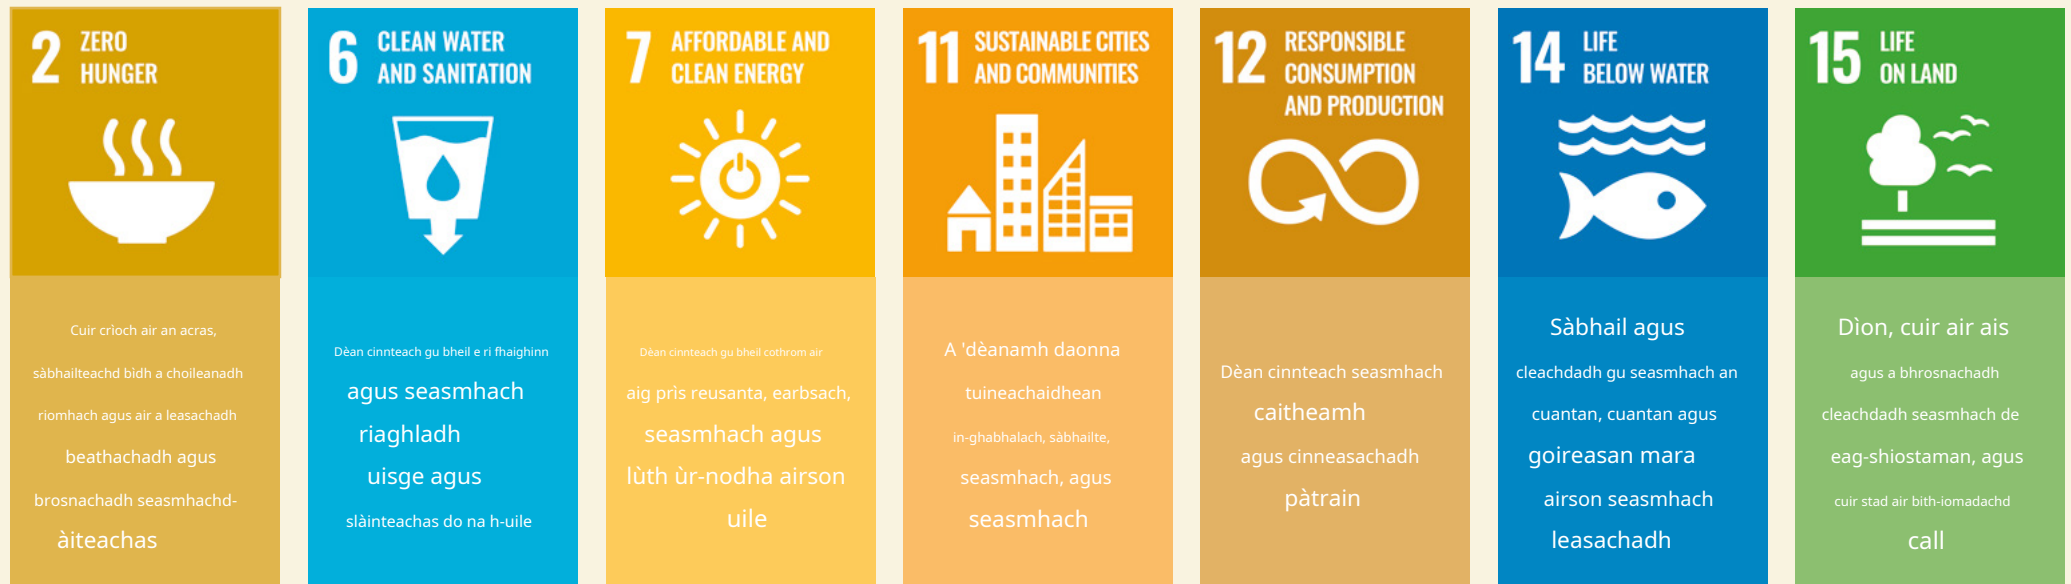 2 ZERO
HUNGER
Cuir crìoch air an acras,
sàbhailteachd bìdh a choileanadh
riomhach agus air a leasachadh
beathachadh agus
brosnachadh seasmhachd-
àiteachas
6 CLEAN WATER
AND SANITATION
Dèan cinnteach gu bheil e ri fhaighinn
agus seasmhach
riaghladh
uisge agus
slàinteachas do na h-uile
7 AFFORDABLE AND
CLEAN ENERGY
Dèan cinnteach gu bheil cothrom air
aig prìs reusanta, earbsach,
seasmhach agus
lùth ùr-nodha airson
uile
11 SUSTAINABLE CITIES
AND COMMUNITIES
A 'dèanamh daonna
tuineachaidhean
in-ghabhalach, sàbhailte,
seasmhach, agus
seasmhach
12 RESPONSIBLE
CONSUMPTION
AND PRODUCTION
Dèan cinnteach seasmhach
caitheamh
agus cinneasachadh
pàtrain
14 LIFE
BELOW WATER
Sàbhail agus
cleachdadh gu seasmhach an
cuantan, cuantan agus
goireasan mara
airson seasmhach
leasachadh
15 LIFE
ON LAND
Dìon, cuir air ais
agus a bhrosnachadh
cleachdadh seasmhach de
eag-shiostaman, agus
cuir stad air bith-iomadachd
call